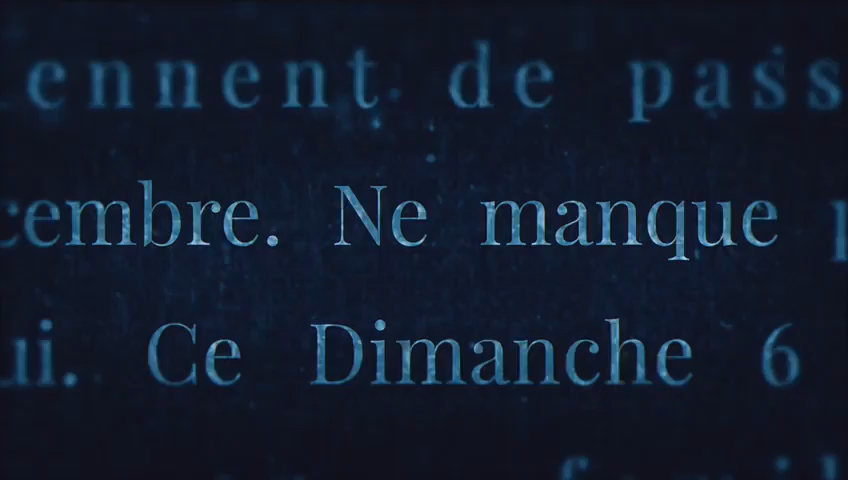 ennent de pass
cembre. Ne manque p
ui. Ce Dimanche 6